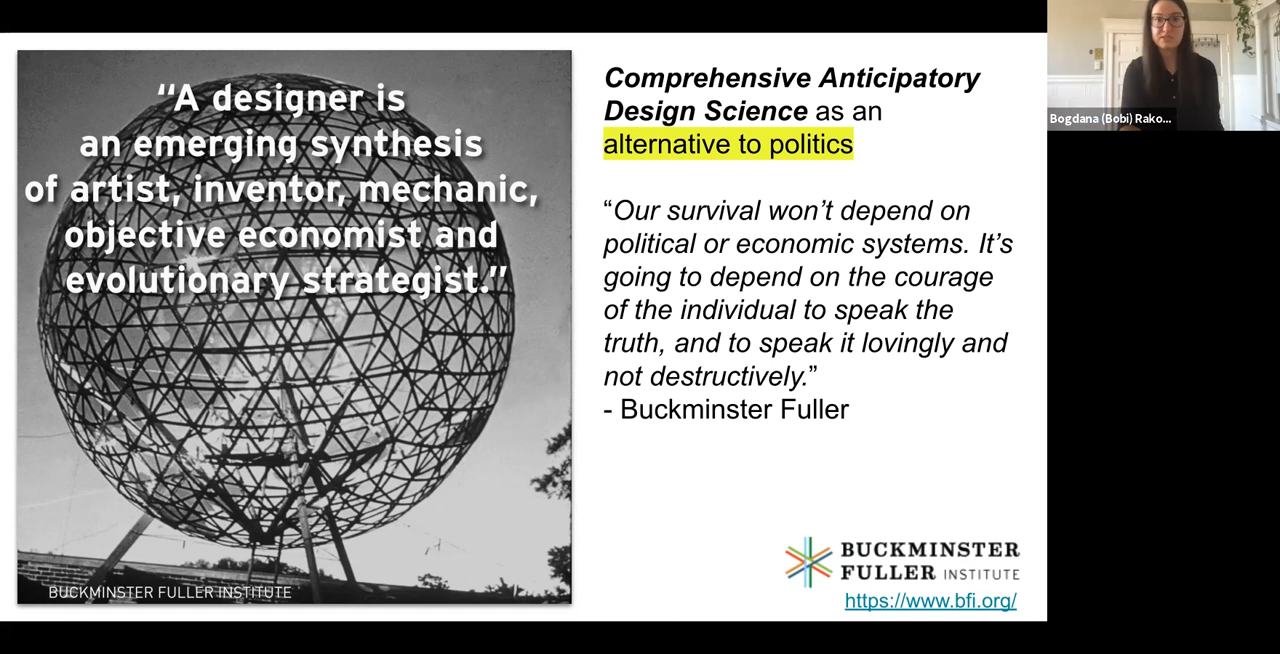 “A designer is
an emerging synthesis
of artist, inventor, mechanic,
objective economist and
evolutionary strategist.”
BUCKMINSTER FULLER INSTITUTE
Comprehensive Anticipatory
Design Science as an
alternative to politics
“Our survival won’t depend on
political or economic systems. It’s
going to depend on the courage
of the individual to speak the
truth, and to speak it lovingly and
not destructively.”
- Buckminster Fuller
BUCKMINSTER
FULLER INSTITUTE
https://www.bfi.org/
Bogdana (Bobi) Rako...